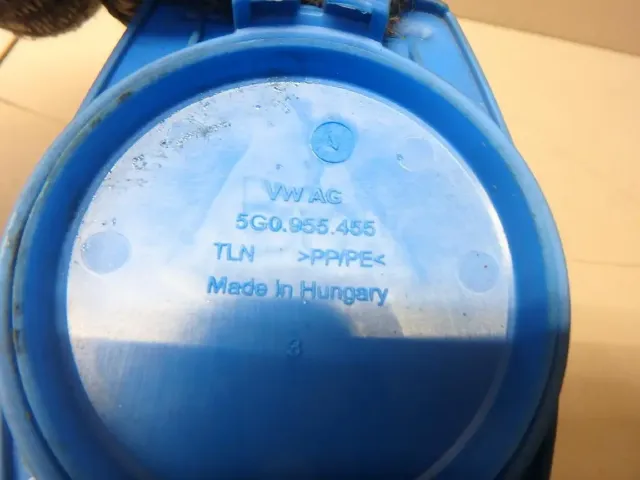 VW AG
5G0.955.455
TLN >PP/PE<
Made In Hungary
3